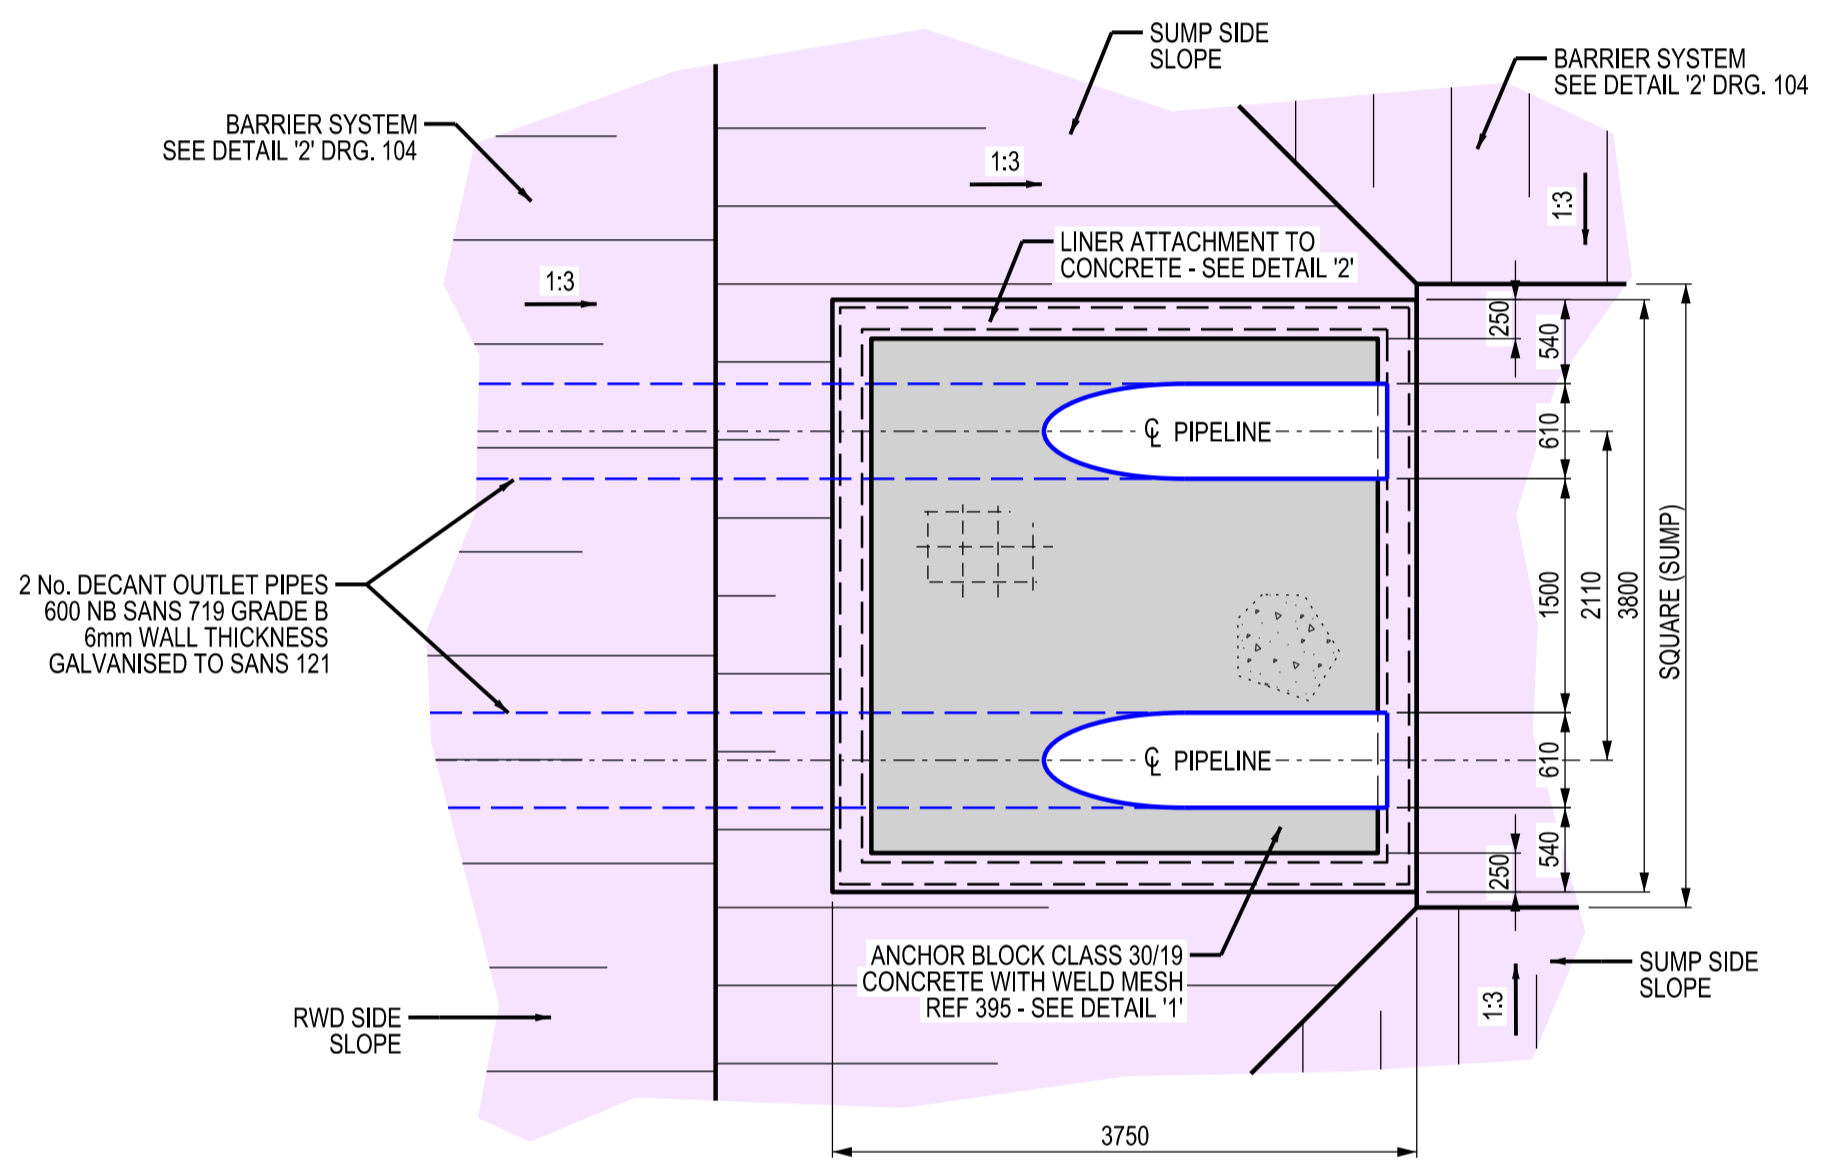 SUMP SIDE
SLOPE
BARRIER SYSTEM
SEE DETAIL '2' DRG. 104
BARRIER SYSTEM
SEE DETAIL '2' DRG. 104
1:3
1:3
1:3
LINER ATTACHMENT TO
CONCRETE - SEE DETAIL '2'
250
540
℄ PIPELINE
610
2 No. DECANT OUTLET PIPES
600 NB SANS 719 GRADE B
6mm WALL THICKNESS
GALVANISED TO SANS 121
1500
2110
3800
SQUARE (SUMP)
℄ PIPELINE
610
540
250
ANCHOR BLOCK CLASS 30/19
CONCRETE WITH WELD MESH
REF 395 - SEE DETAIL '1'
SUMP SIDE
SLOPE
1:3
RWD SIDE
SLOPE
3750